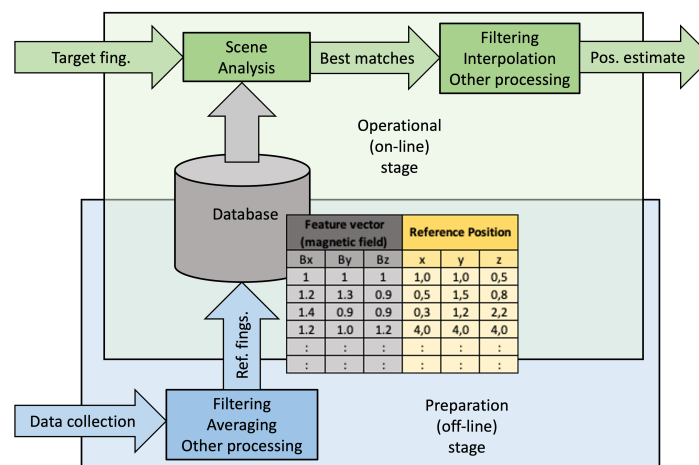 Target fing.
Scene
Analysis
Best matches
Filtering
Interpolation
Other processing
Pos. estimate
Operational
(on-line)
stage
Database
Feature vector
(magnetic field)
Reference Position
Bx By Bz x y z
1 1 1 1,0 1,0 0,5
1.2 1.3 0.9 0,5 1,5 0,8
1.4 0.9 0.9 0,3 1,2 2,2
1.2 1.0 1.2 4,0 4,0 4,0
: : : : : :
: : : : : :
Ref. fings.
Data collection
Filtering
Averaging
Other processing
Preparation
(off-line)
stage